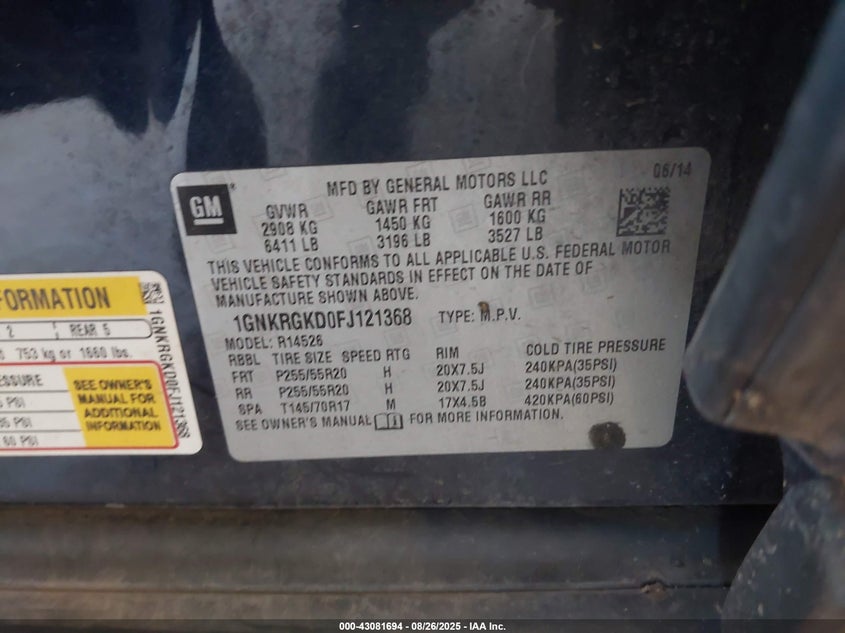 GM
MFD BY GENERAL MOTORS LLC
06/14
GVWR GAWR FRT GAWR RR
2908 KG 1450 KG 1600 KG
6411 LB 3196 LB 3527 LB
THIS VEHICLE CONFORMS TO ALL APPLICABLE U.S. FEDERAL MOTOR
VEHICLE SAFETY STANDARDS IN EFFECT ON THE DATE OF
MANUFACTURE SHOWN ABOVE.
1GNKRGKD0FJ121368 TYPE: M.P.V.
MODEL: R14526
RBBL TIRE SIZE SPEED RTG RIM COLD TIRE PRESSURE
FRT P255/55R20 H 20X7.5J 240KPA(35PSI)
RR P255/55R20 H 20X7.5J 240KPA(35PSI)
SPA T145/70R17 M 17X4.5B 420KPA(60PSI)
SEE OWNER'S MANUAL FOR MORE INFORMATION.
FORMATION
2 REAR 5
753 kg or 1660 lbs.
SEE OWNER'S
MANUAL FOR
ADDITIONAL
INFORMATION
PSI
PSI
60 PSI
1GNKRGKD0FJ121368
000-43081694 | 08/26/2025 - IAA Inc.